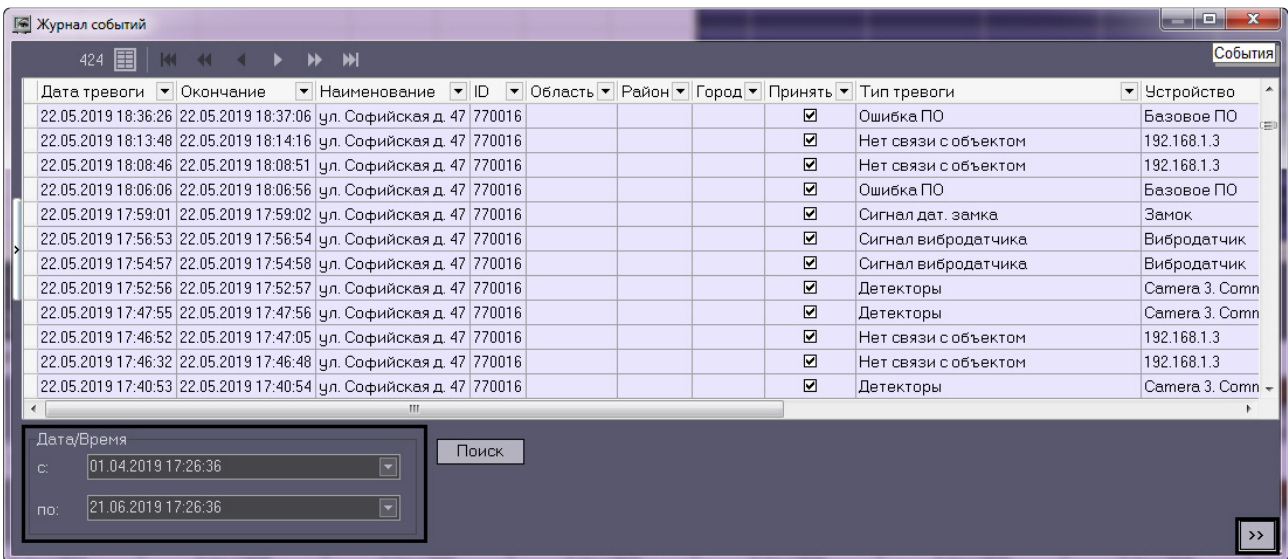 Журнал событий
424
События
Дата тревоги Окончание Наименование ID Область Район Город Принять Тип тревоги Устройство
22.05.2019 18:36:26 22.05.2019 18:37:06 ул. Софийская д. 47 770016 Ошибка ПО Базовое ПО
22.05.2019 18:13:48 22.05.2019 18:14:16 ул. Софийская д. 47 770016 Нет связи с объектом 192.168.1.3
22.05.2019 18:08:46 22.05.2019 18:08:51 ул. Софийская д. 47 770016 Нет связи с объектом 192.168.1.3
22.05.2019 18:06:06 22.05.2019 18:06:56 ул. Софийская д. 47 770016 Ошибка ПО Базовое ПО
22.05.2019 17:59:01 22.05.2019 17:59:02 ул. Софийская д. 47 770016 Сигнал дат. замка Замок
22.05.2019 17:56:53 22.05.2019 17:56:54 ул. Софийская д. 47 770016 Сигнал вибродатчика Вибродатчик
22.05.2019 17:54:57 22.05.2019 17:54:58 ул. Софийская д. 47 770016 Сигнал вибродатчика Вибродатчик
22.05.2019 17:52:56 22.05.2019 17:52:57 ул. Софийская д. 47 770016 Детекторы Camera 3. Comn
22.05.2019 17:47:55 22.05.2019 17:47:56 ул. Софийская д. 47 770016 Детекторы Camera 3. Comn
22.05.2019 17:46:52 22.05.2019 17:47:05 ул. Софийская д. 47 770016 Нет связи с объектом 192.168.1.3
22.05.2019 17:46:32 22.05.2019 17:46:48 ул. Софийская д. 47 770016 Нет связи с объектом 192.168.1.3
22.05.2019 17:40:53 22.05.2019 17:40:54 ул. Софийская д. 47 770016 Детекторы Camera 3. Comn
Дата/Время
с: 01.04.2019 17:26:36
Поиск
по: 21.06.2019 17:26:36
>>